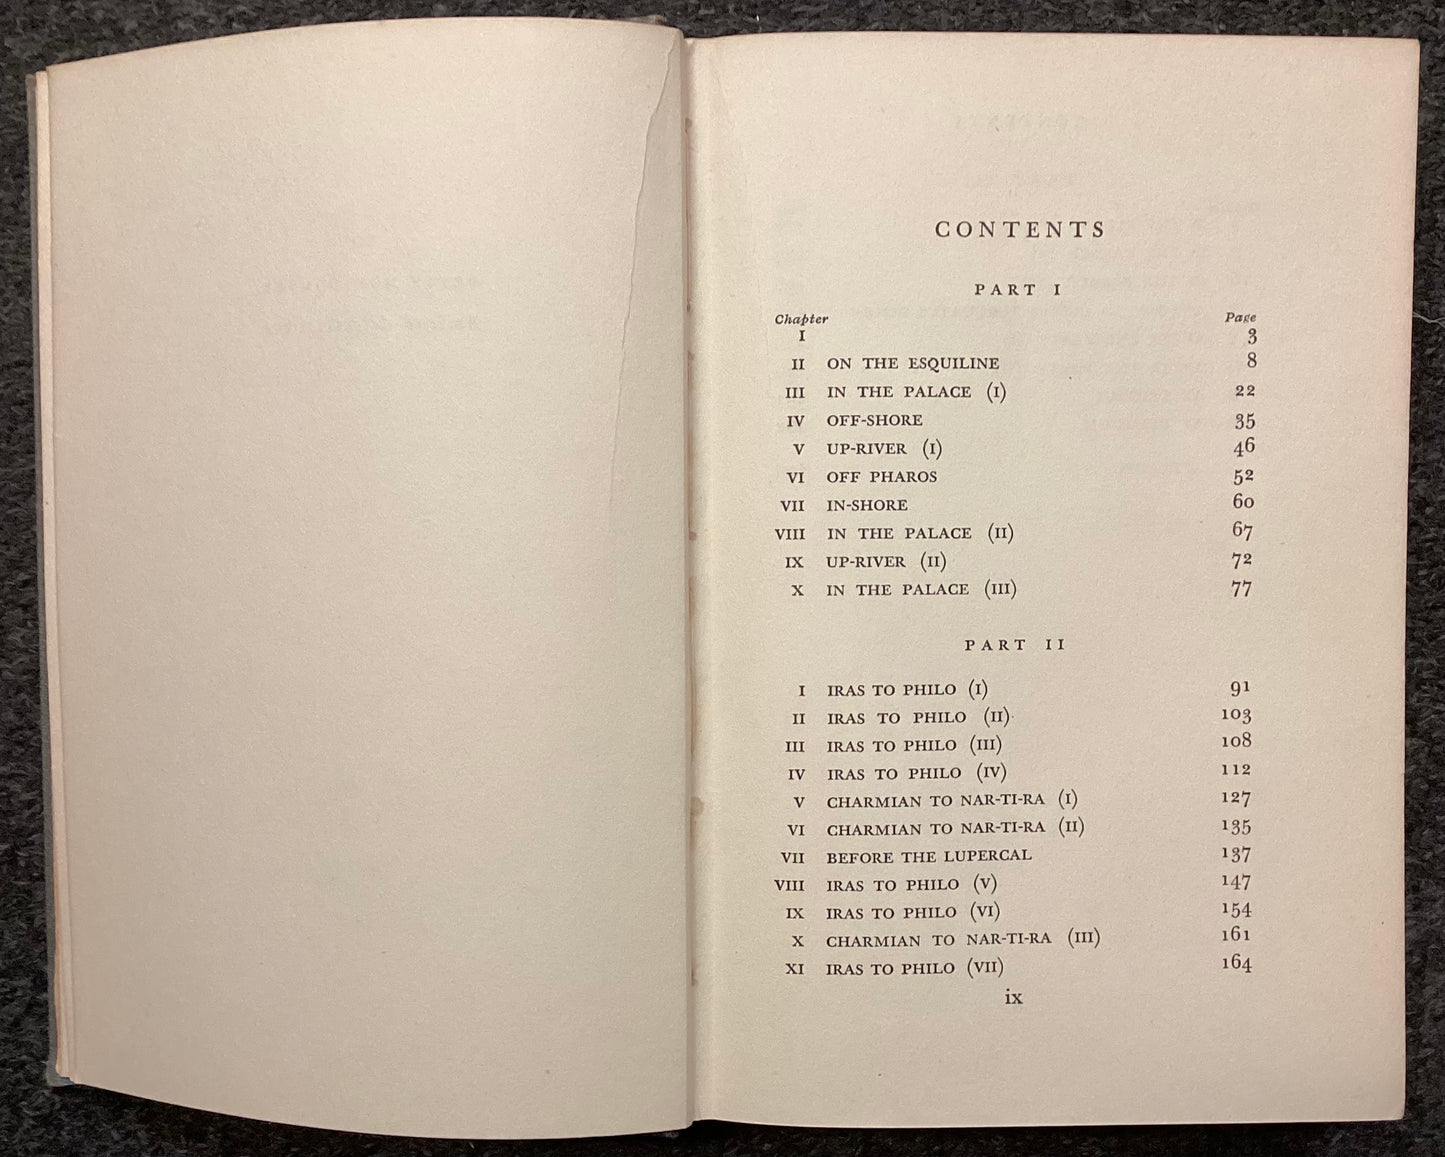 CONTENTS
PART I
Chapter Page
I 3
II ON THE ESQUILINE 8
III IN THE PALACE (I) 22
IV OFF-SHORE 35
V UP-RIVER (I) 46
VI OFF PHAROS 52
VII IN-SHORE 60
VIII IN THE PALACE (II) 67
IX UP-RIVER (II) 72
X IN THE PALACE (III) 77
PART II
I IRAS TO PHILO (I) 91
II IRAS TO PHILO (II) 103
III IRAS TO PHILO (III) 108
IV IRAS TO PHILO (IV) 112
V CHARMIAN TO NAR-TI-RA (I) 127
VI CHARMIAN TO NAR-TI-RA (II) 135
VII BEFORE THE LUPERCAL 137
VIII IRAS TO PHILO (V) 147
IX IRAS TO PHILO (VI) 154
X CHARMIAN TO NAR-TI-RA (III) 161
XI IRAS TO PHILO (VII) 164
ix